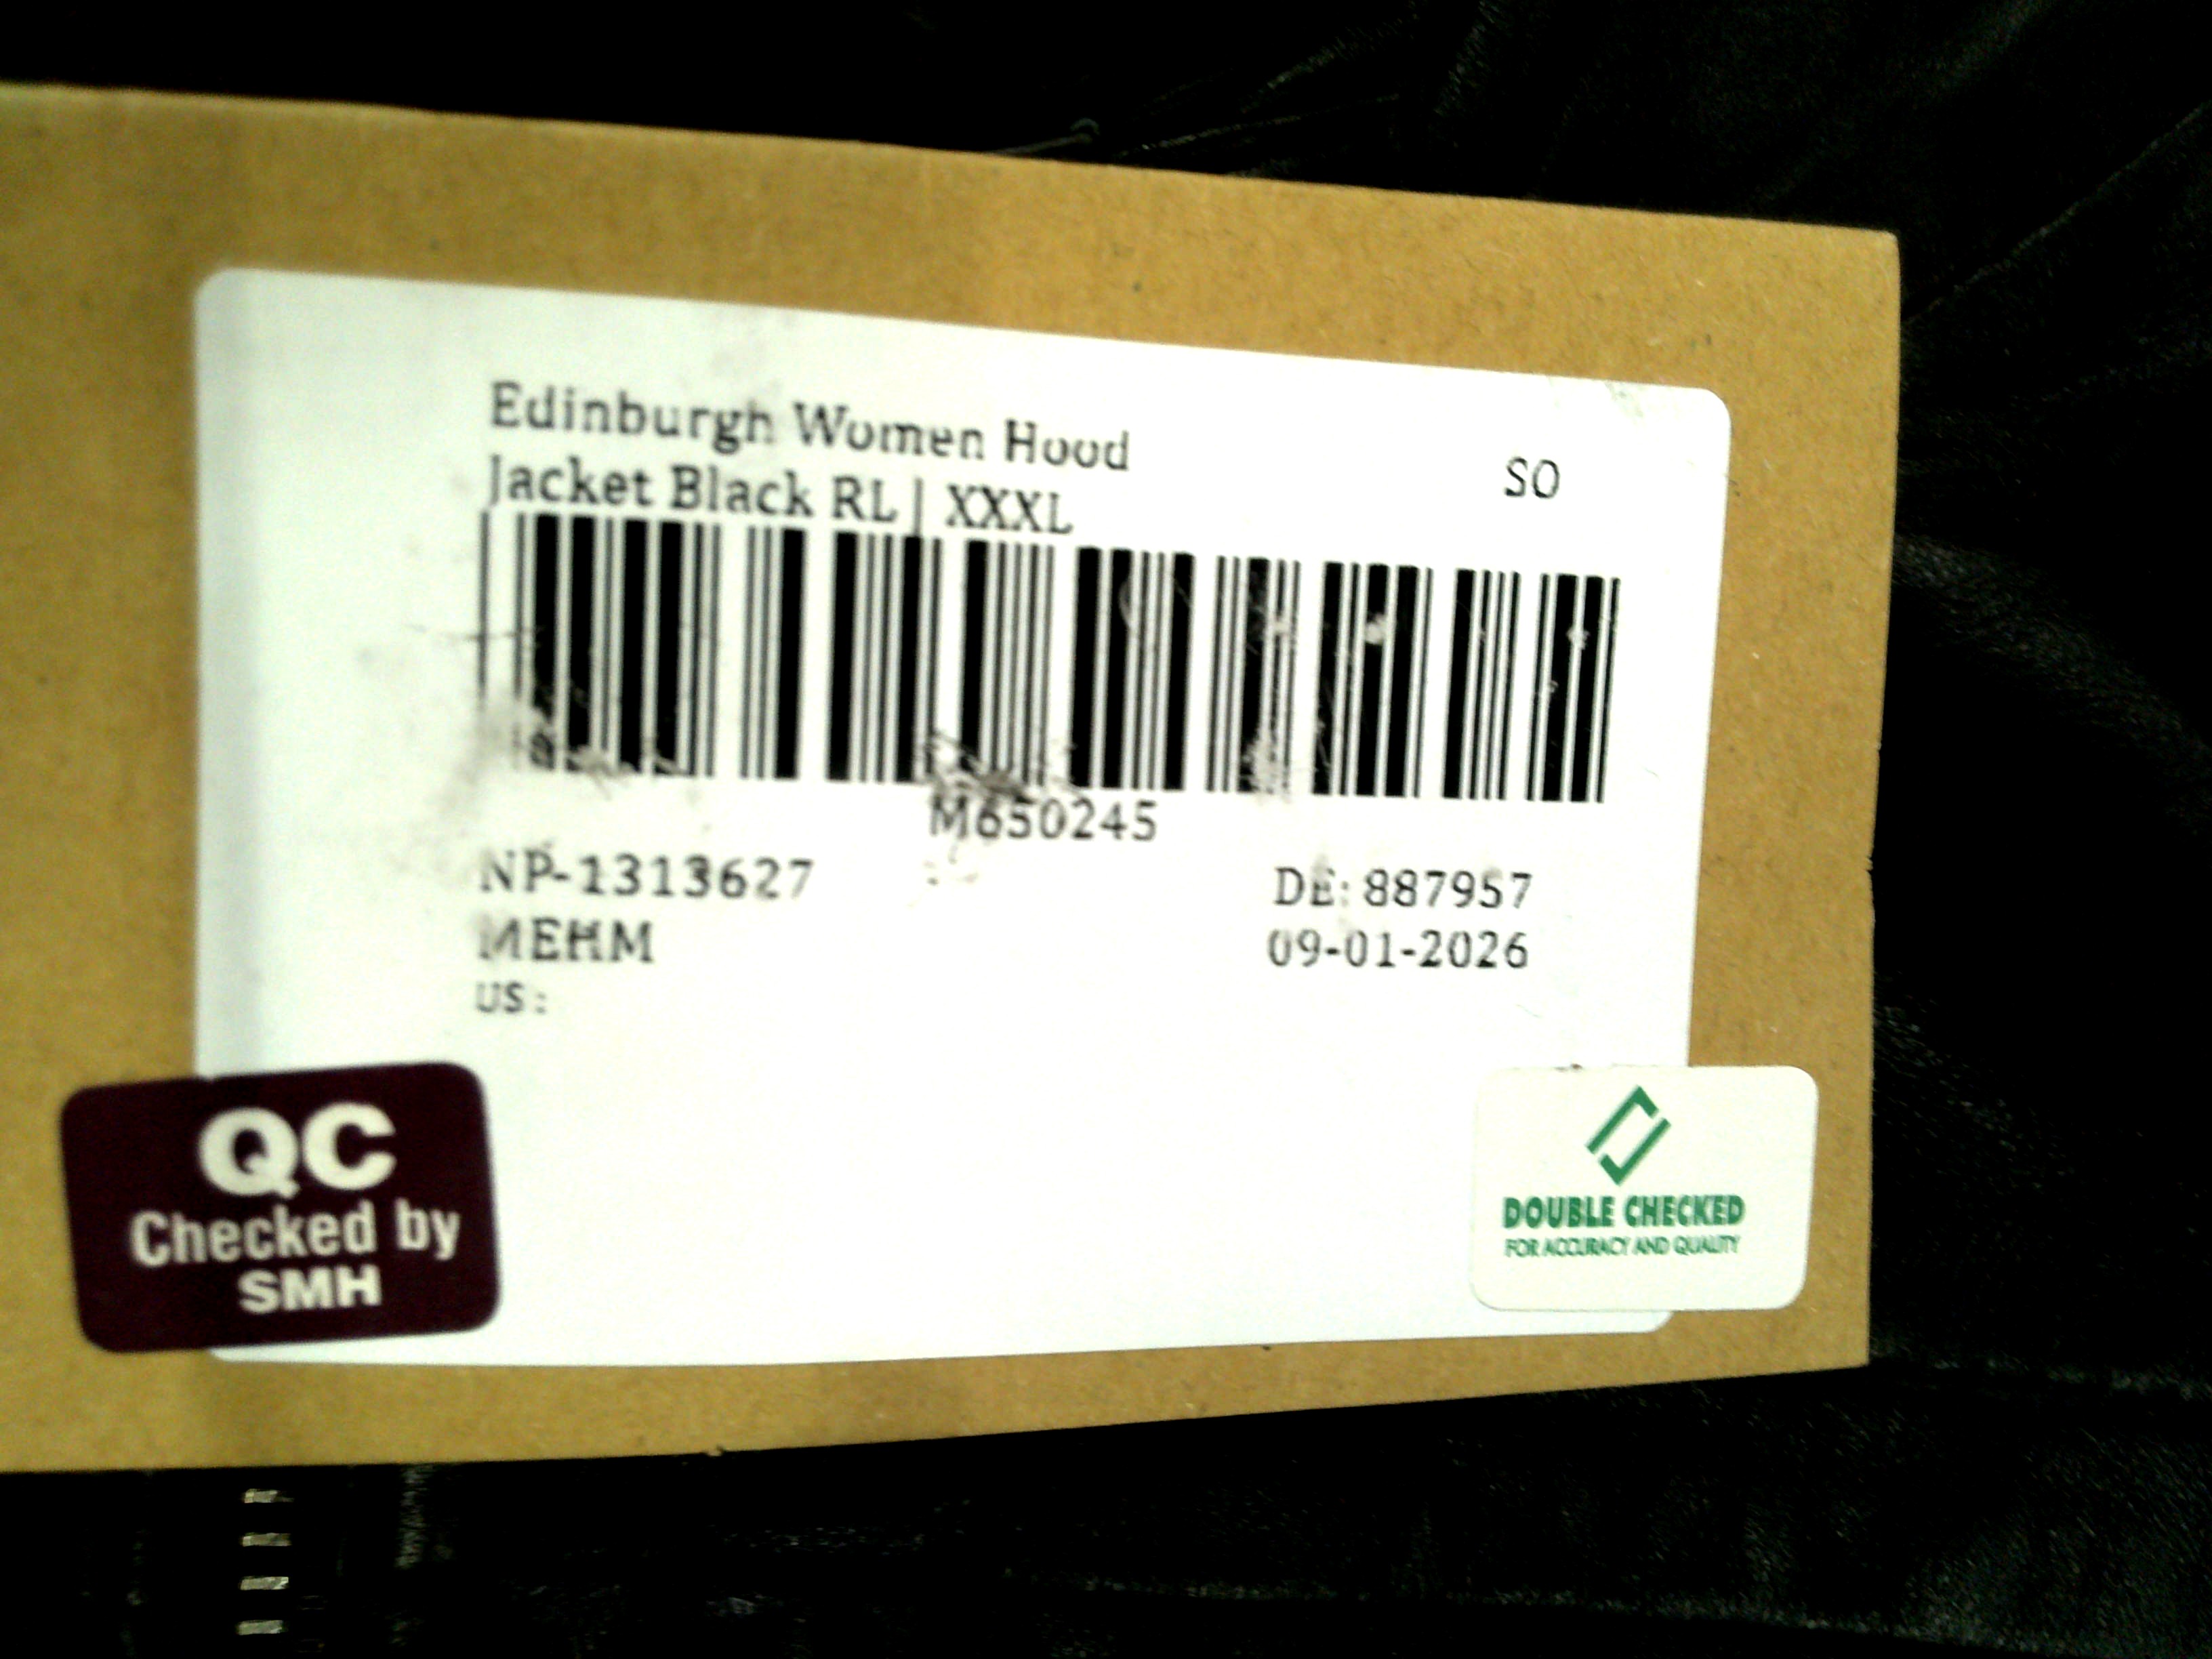 Edinburgh Women Hood
Jacket Black RL | XXXL
SO
M650245
NP-1313627
DE: 887957
MEHM
09-01-2026
US :
QC
Checked by
SMH
DOUBLE CHECKED
FOR ACCURACY AND QUALITY